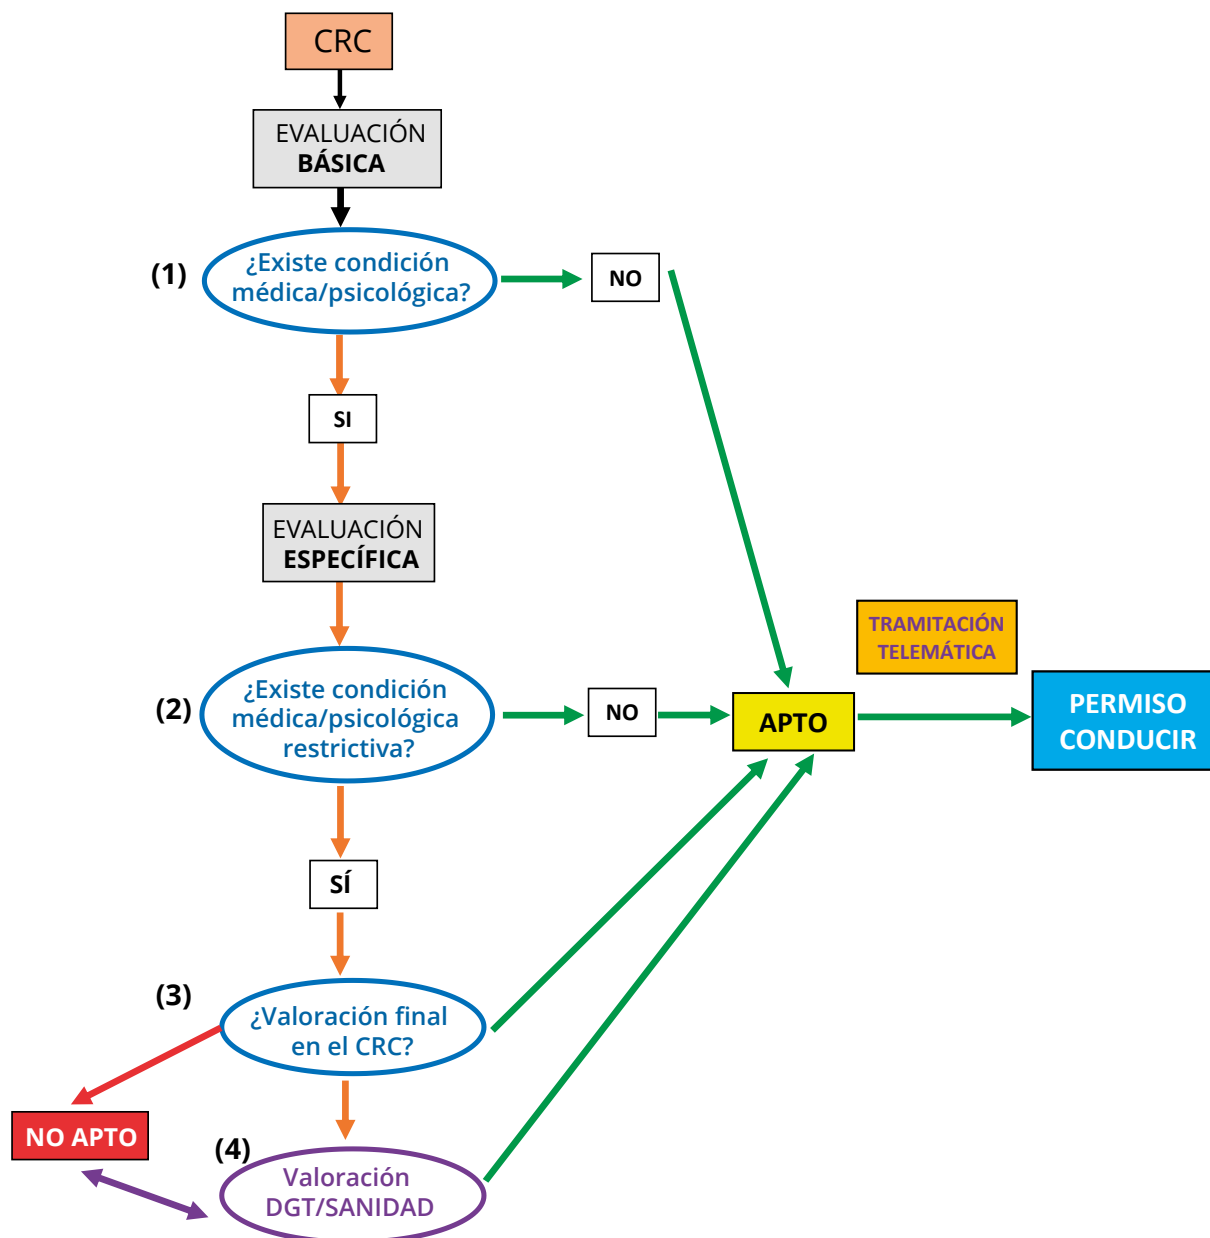 CRC
EVALUACIÓN
BÁSICA
(1)
¿Existe condición
médica/psicológica?
NO
SI
EVALUACIÓN
ESPECÍFICA
(2)
¿Existe condición
médica/psicológica
restrictiva?
NO
APTO
TRAMITACIÓN
TELEMÁTICA
PERMISO
CONDUCIR
SÍ
(3)
¿Valoración final
en el CRC?
NO APTO
(4)
Valoración
DGT/SANIDAD